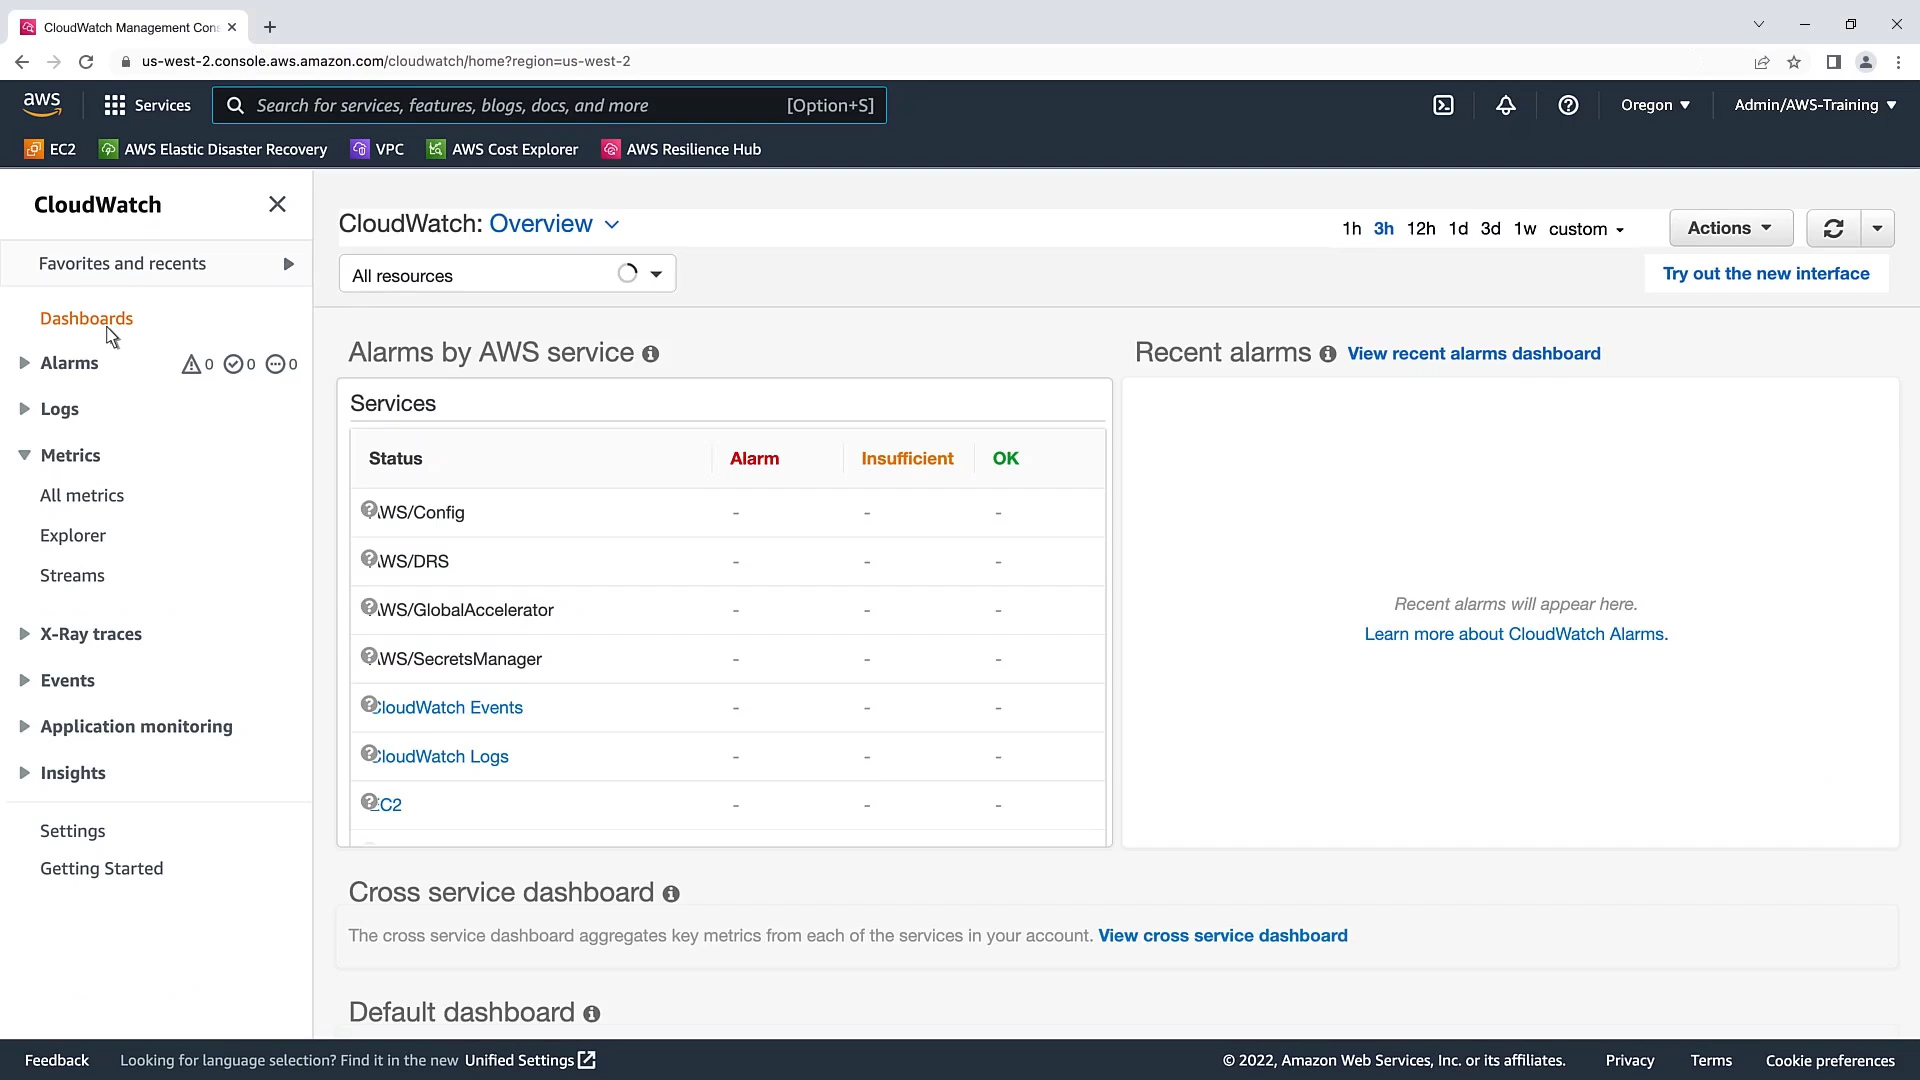 CloudWatch Management Con
us-west-2.console.aws.amazon.com/cloudwatch/home?region=us-west-2
aws Services Search for services, features, blogs, docs, and more [Option+S] Oregon Admin/AWS-Training
EC2 AWS Elastic Disaster Recovery VPC AWS Cost Explorer AWS Resilience Hub
CloudWatch
Favorites and recents
Dashboards
Alarms 0 0 0
Logs
Metrics
All metrics
Explorer
Streams
X-Ray traces
Events
Application monitoring
Insights
Settings
Getting Started
CloudWatch: Overview
1h 3h 12h 1d 3d 1w custom Actions
All resources
Try out the new interface
Alarms by AWS service
Services
Status Alarm Insufficient OK
AWS/Config - - -
AWS/DRS - - -
AWS/GlobalAccelerator - - -
AWS/SecretsManager - - -
CloudWatch Events - - -
CloudWatch Logs - - -
EC2 - - -
Recent alarms View recent alarms dashboard
Recent alarms will appear here.
Learn more about CloudWatch Alarms.
Cross service dashboard
The cross service dashboard aggregates key metrics from each of the services in your account. View cross service dashboard
Default dashboard
Feedback Looking for language selection? Find it in the new Unified Settings © 2022, Amazon Web Services, Inc. or its affiliates. Privacy Terms Cookie preferences